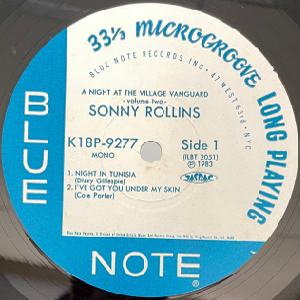 33⅓ MICROGROOVE LONG PLAYING
BLUE NOTE RECORDS INC • 47 WEST 63rd • NYC
A NIGHT AT THE VILLAGE VANGUARD
-volume two-
SONNY ROLLINS
K18P-9277
MONO
Side 1
(LBT 2051)
℗ 1983
JASRAC
1. NIGHT IN TUNISIA
(Dizzy Gillespie)
2. I'VE GOT YOU UNDER MY SKIN
(Cole Porter)
BLUE
NOTE®